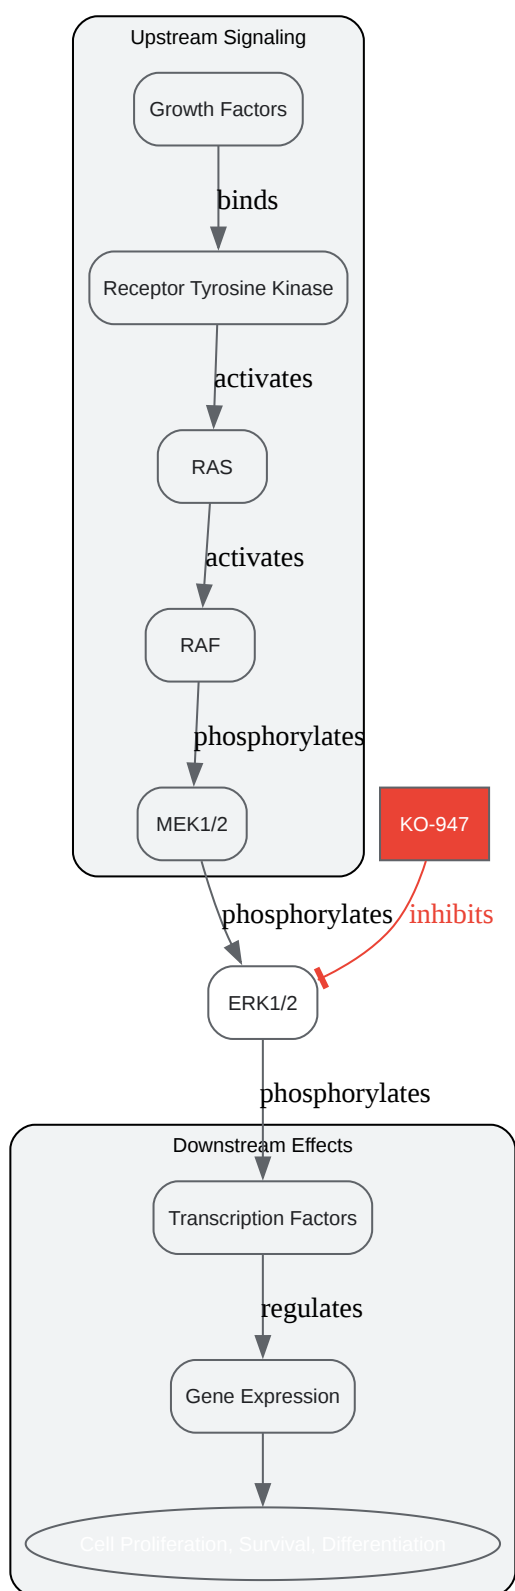 Upstream Signaling
Growth Factors
binds
Receptor Tyrosine Kinase
activates
RAS
activates
RAF
phosphorylates
MEK1/2
KO-947
phosphorylates
inhibits
ERK1/2
phosphorylates
Downstream Effects
Transcription Factors
regulates
Gene Expression
Cell Proliferation, Survival, Differentiation